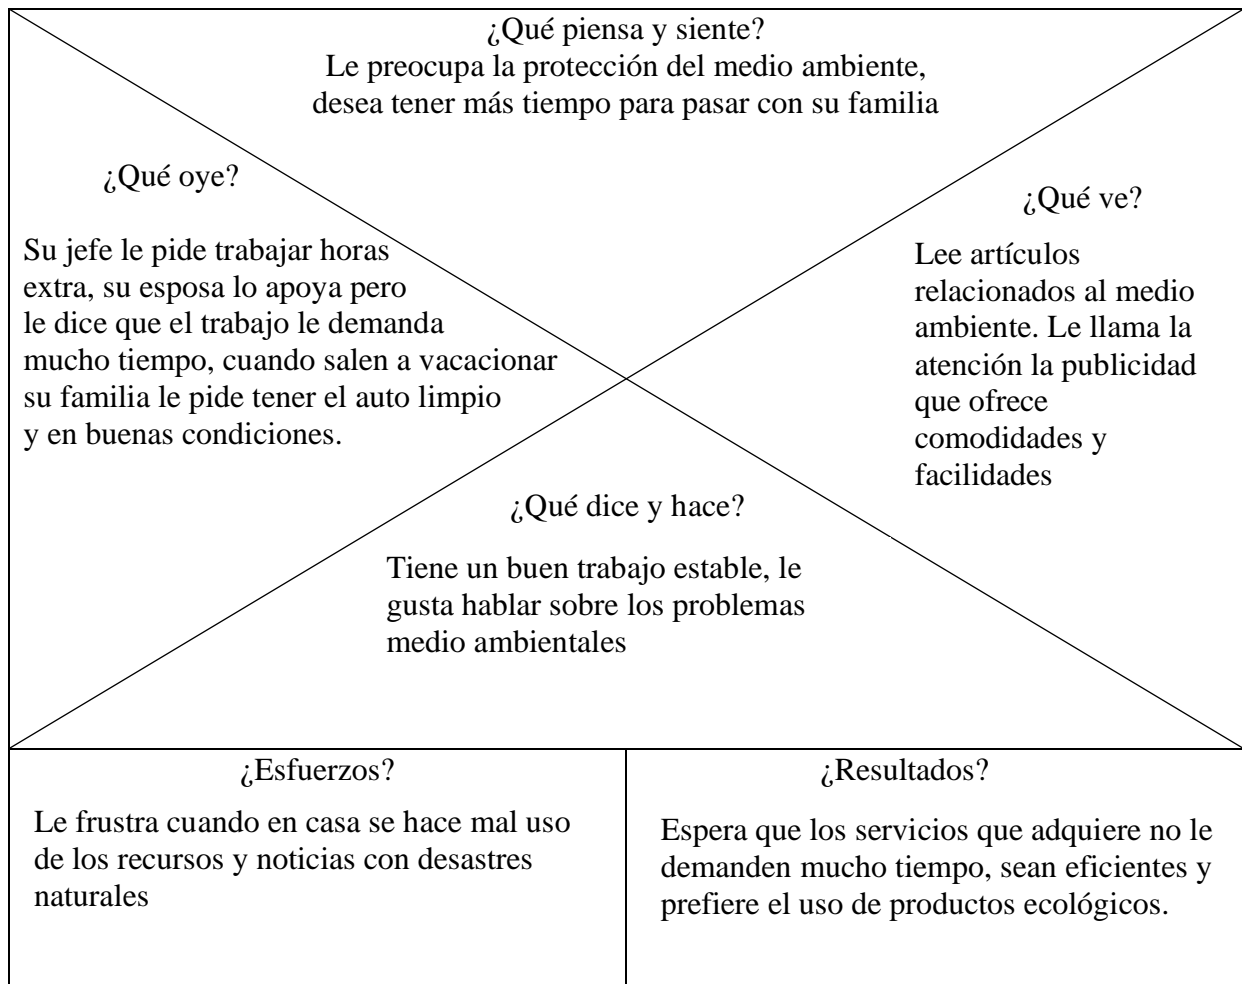 ¿Qué piensa y siente?
Le preocupa la protección del medio ambiente,
desea tener más tiempo para pasar con su familia
¿Qué oye?
Su jefe le pide trabajar horas
extra, su esposa lo apoya pero
le dice que el trabajo le demanda
mucho tiempo, cuando salen a vacacionar
su familia le pide tener el auto limpio
y en buenas condiciones.
¿Qué ve?
Lee artículos
relacionados al medio
ambiente. Le llama la
atención la publicidad
que ofrece
comodidades y
facilidades
¿Qué dice y hace?
Tiene un buen trabajo estable, le
gusta hablar sobre los problemas
medio ambientales
¿Esfuerzos?
Le frustra cuando en casa se hace mal uso
de los recursos y noticias con desastres
naturales
¿Resultados?
Espera que los servicios que adquiere no le
demanden mucho tiempo, sean eficientes y
prefiere el uso de productos ecológicos.